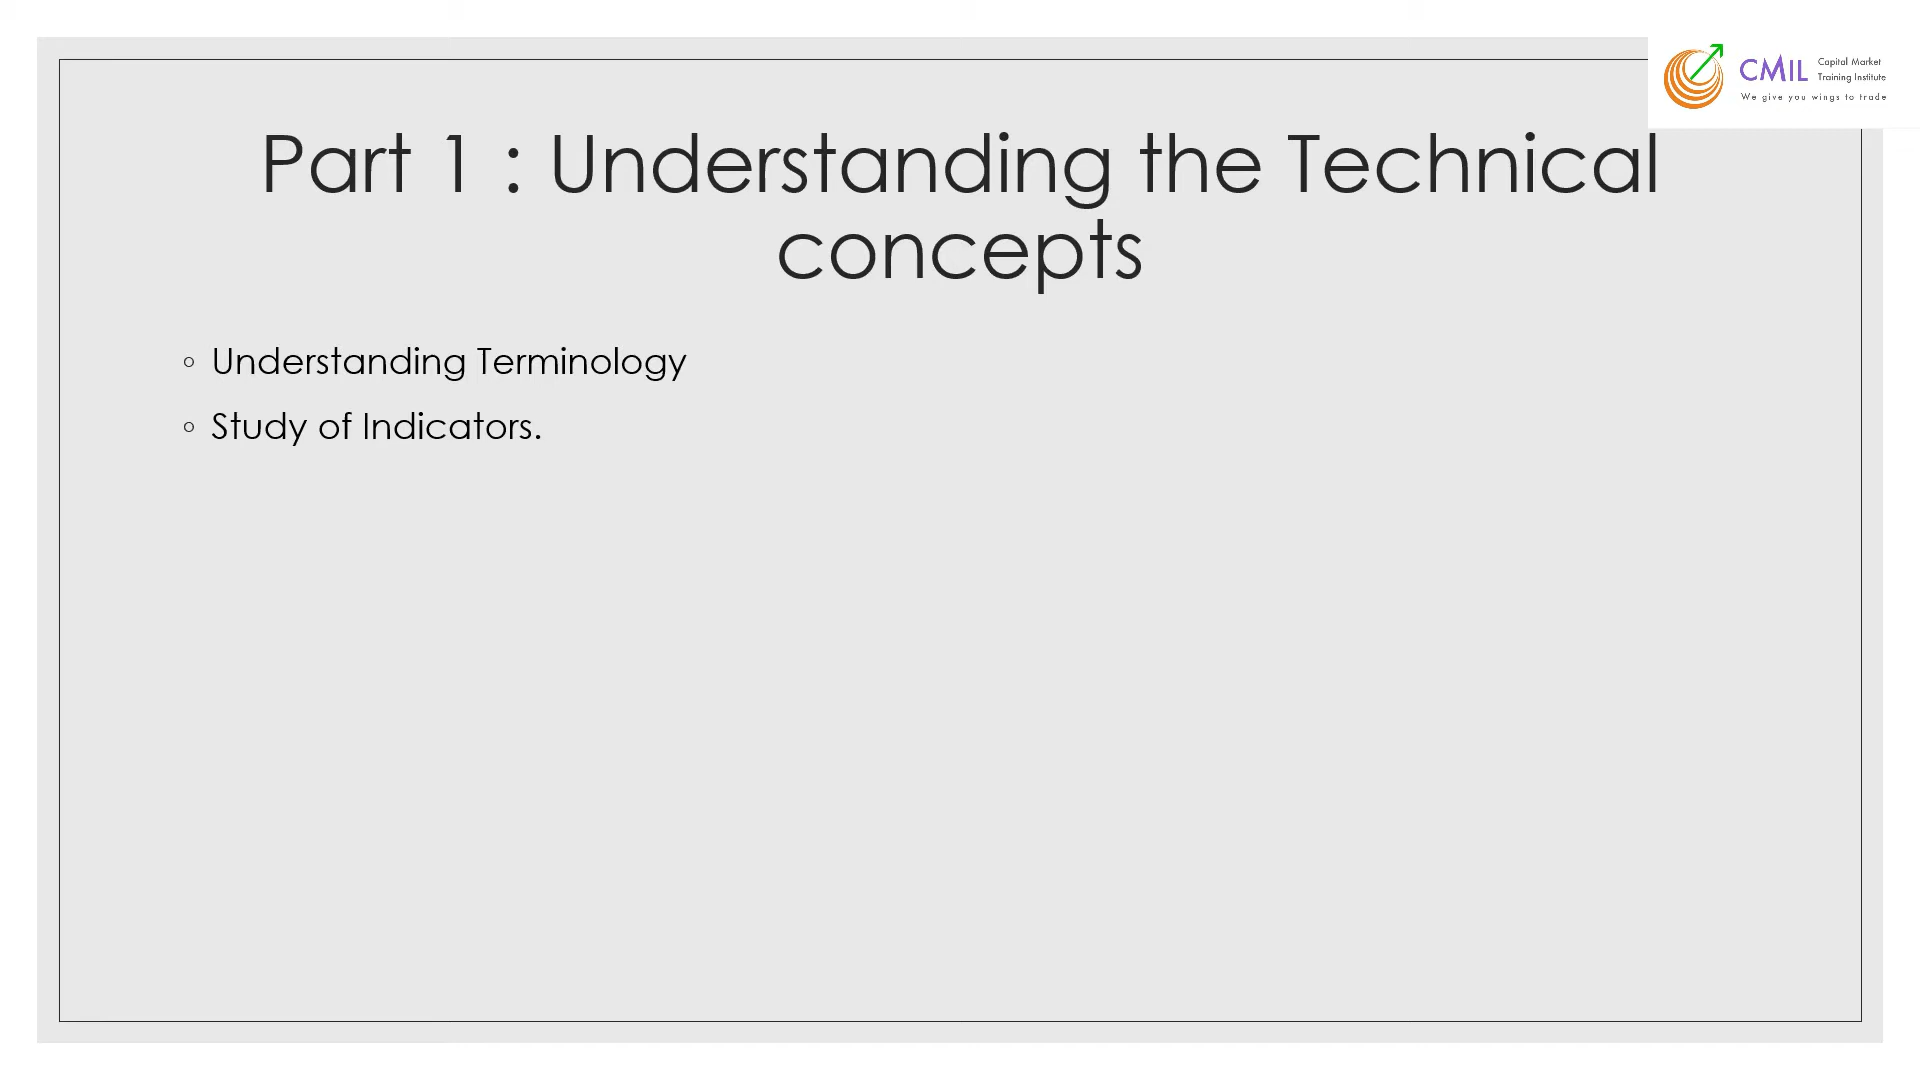 CMIL Capital Market
Training Institute
We give you wings to trade
Part 1 : Understanding the Technical
concepts
◦ Understanding Terminology
◦ Study of Indicators.